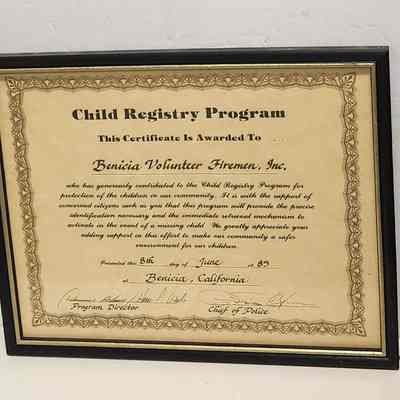 Child Registry Program
This Certificate Is Awarded To
Benicia Volunteer Firemen, Inc.
who has generously contributed to the Child Registry Program for
protection of the children in our community. It is with the support of
concerned citizens such as you that this program will provide the precise
identification necessary and the immediate retrieval mechanism to
activate in the event of a missing child. We greatly appreciate your
adding support in this effort to make our community a safer
environment for our children.
Presented this 8th day of June 1985
at Benicia, California
Program Director Chief of Police